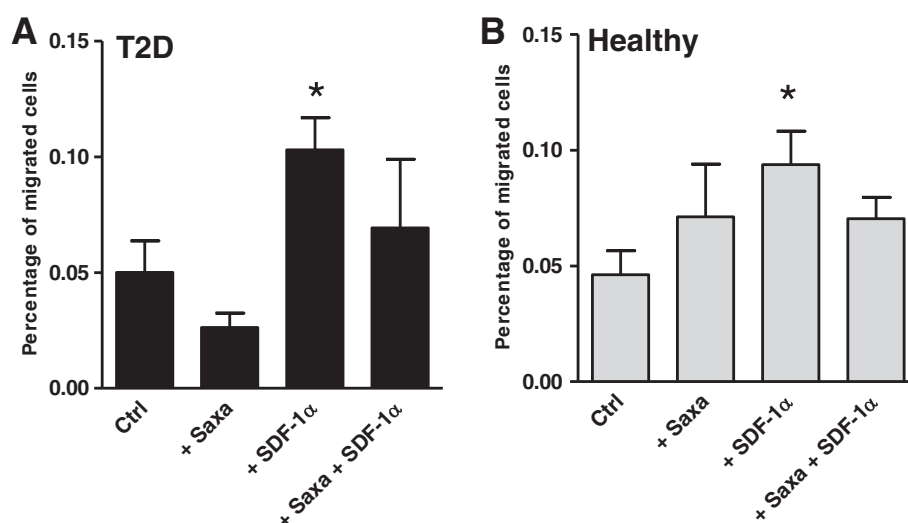 A
T2D
Percentage of migrated cells
0.15
0.10
0.05
0.00
*
Ctrl
+ Saxa
+ SDF-1α
+ Saxa + SDF-1α
B
Healthy
Percentage of migrated cells
0.15
0.10
0.05
0.00
*
Ctrl
+ Saxa
+ SDF-1α
+ Saxa + SDF-1α